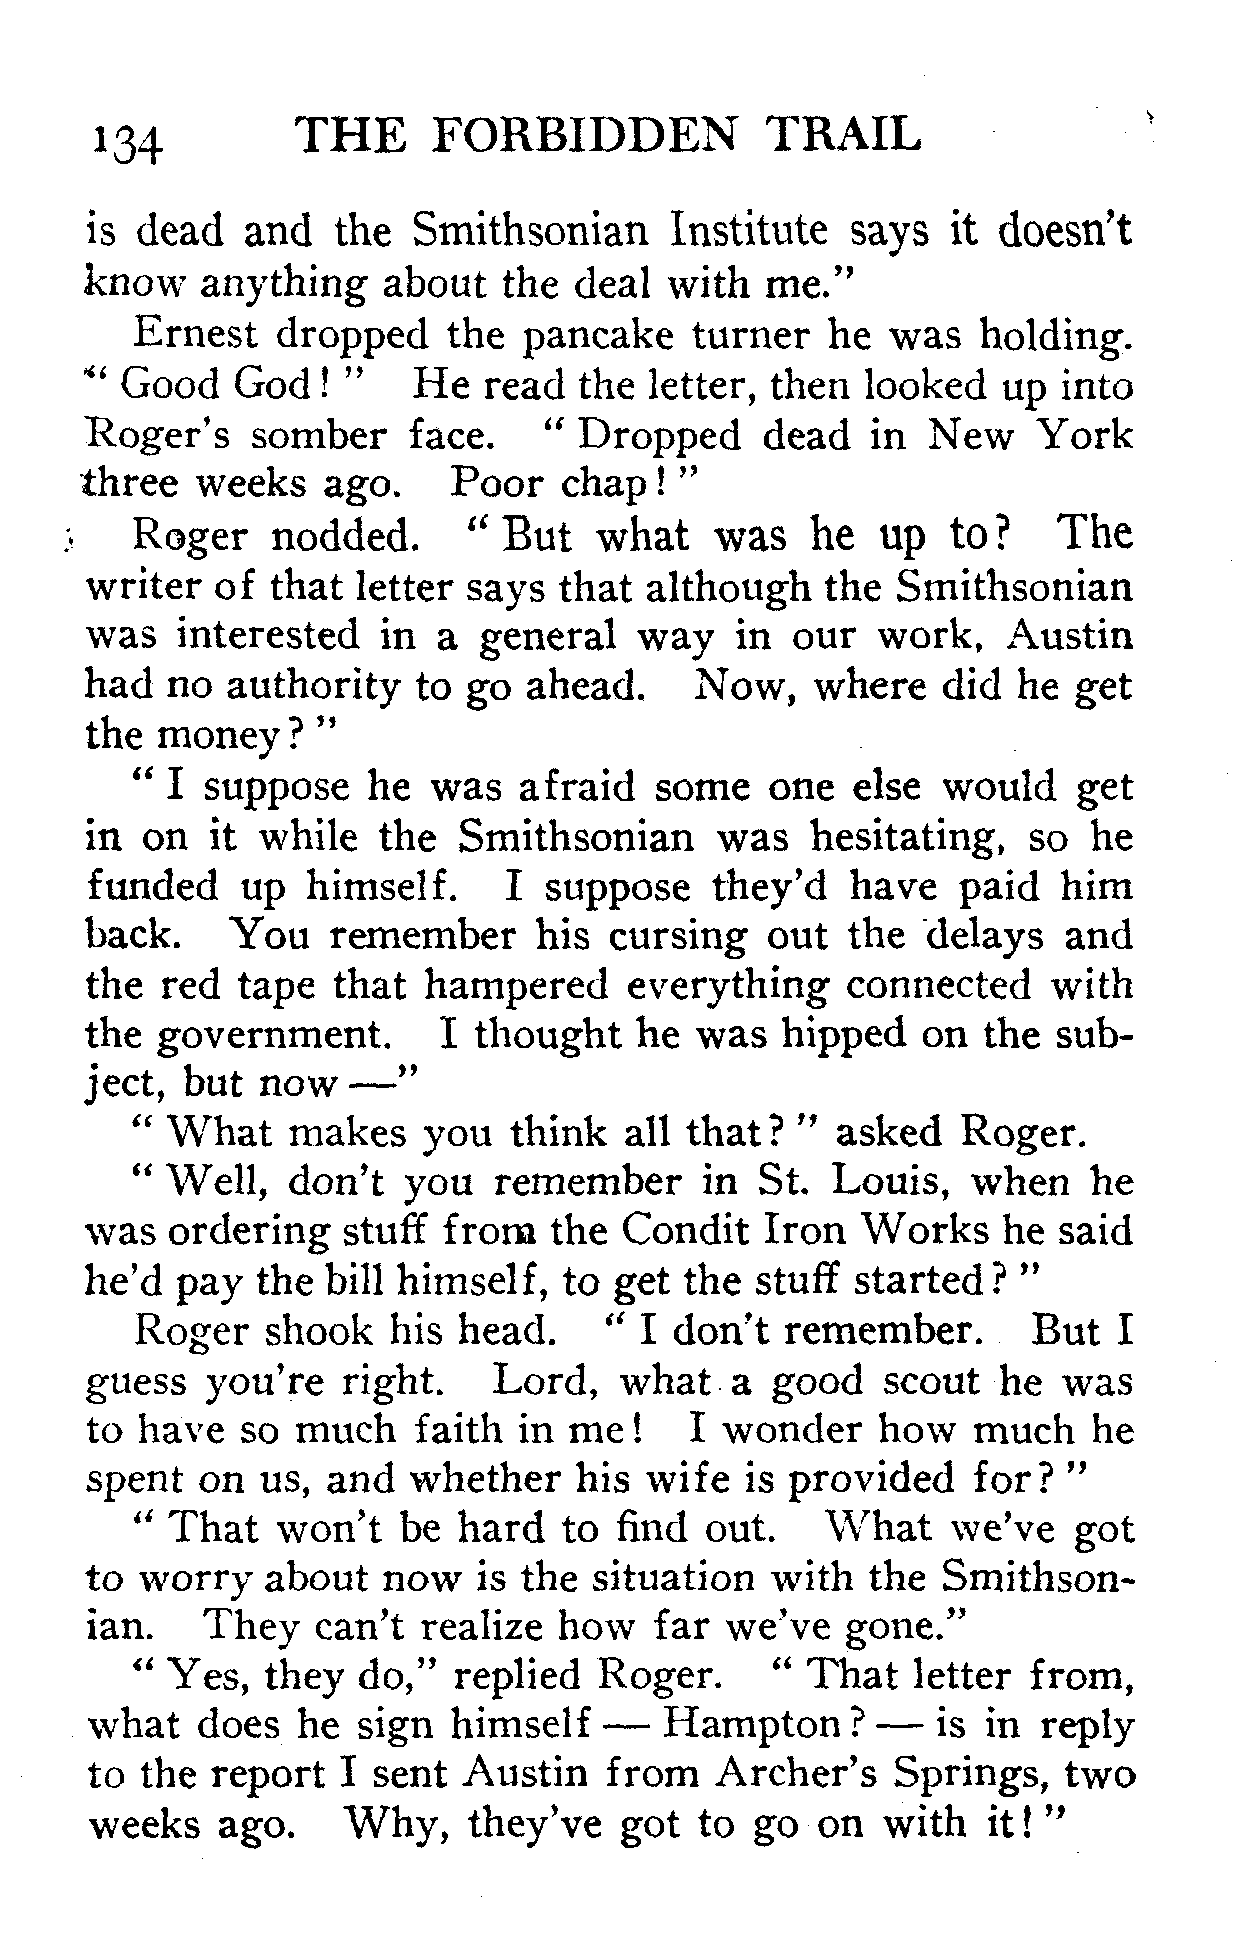 134 THE FORBIDDEN TRAIL
is dead and the Smithsonian Institute says it doesn't
know anything about the deal with me."
Ernest dropped the pancake turner he was holding.
" Good God! " He read the letter, then looked up into
Roger's somber face. " Dropped dead in New York
three weeks ago. Poor chap! "
Roger nodded. " But what was he up to? The
writer of that letter says that although the Smithsonian
was interested in a general way in our work, Austin
had no authority to go ahead. Now, where did he get
the money? "
" I suppose he was afraid some one else would get
in on it while the Smithsonian was hesitating, so he
funded up himself. I suppose they'd have paid him
back. You remember his cursing out the delays and
the red tape that hampered everything connected with
the government. I thought he was hipped on the sub-
ject, but now —"
" What makes you think all that? " asked Roger.
" Well, don't you remember in St. Louis, when he
was ordering stuff from the Condit Iron Works he said
he'd pay the bill himself, to get the stuff started? "
Roger shook his head. " I don't remember. But I
guess you're right. Lord, what a good scout he was
to have so much faith in me! I wonder how much he
spent on us, and whether his wife is provided for? "
" That won't be hard to find out. What we've got
to worry about now is the situation with the Smithson-
ian. They can't realize how far we've gone."
" Yes, they do," replied Roger. " That letter from,
what does he sign himself — Hampton? — is in reply
to the report I sent Austin from Archer's Springs, two
weeks ago. Why, they've got to go on with it! "